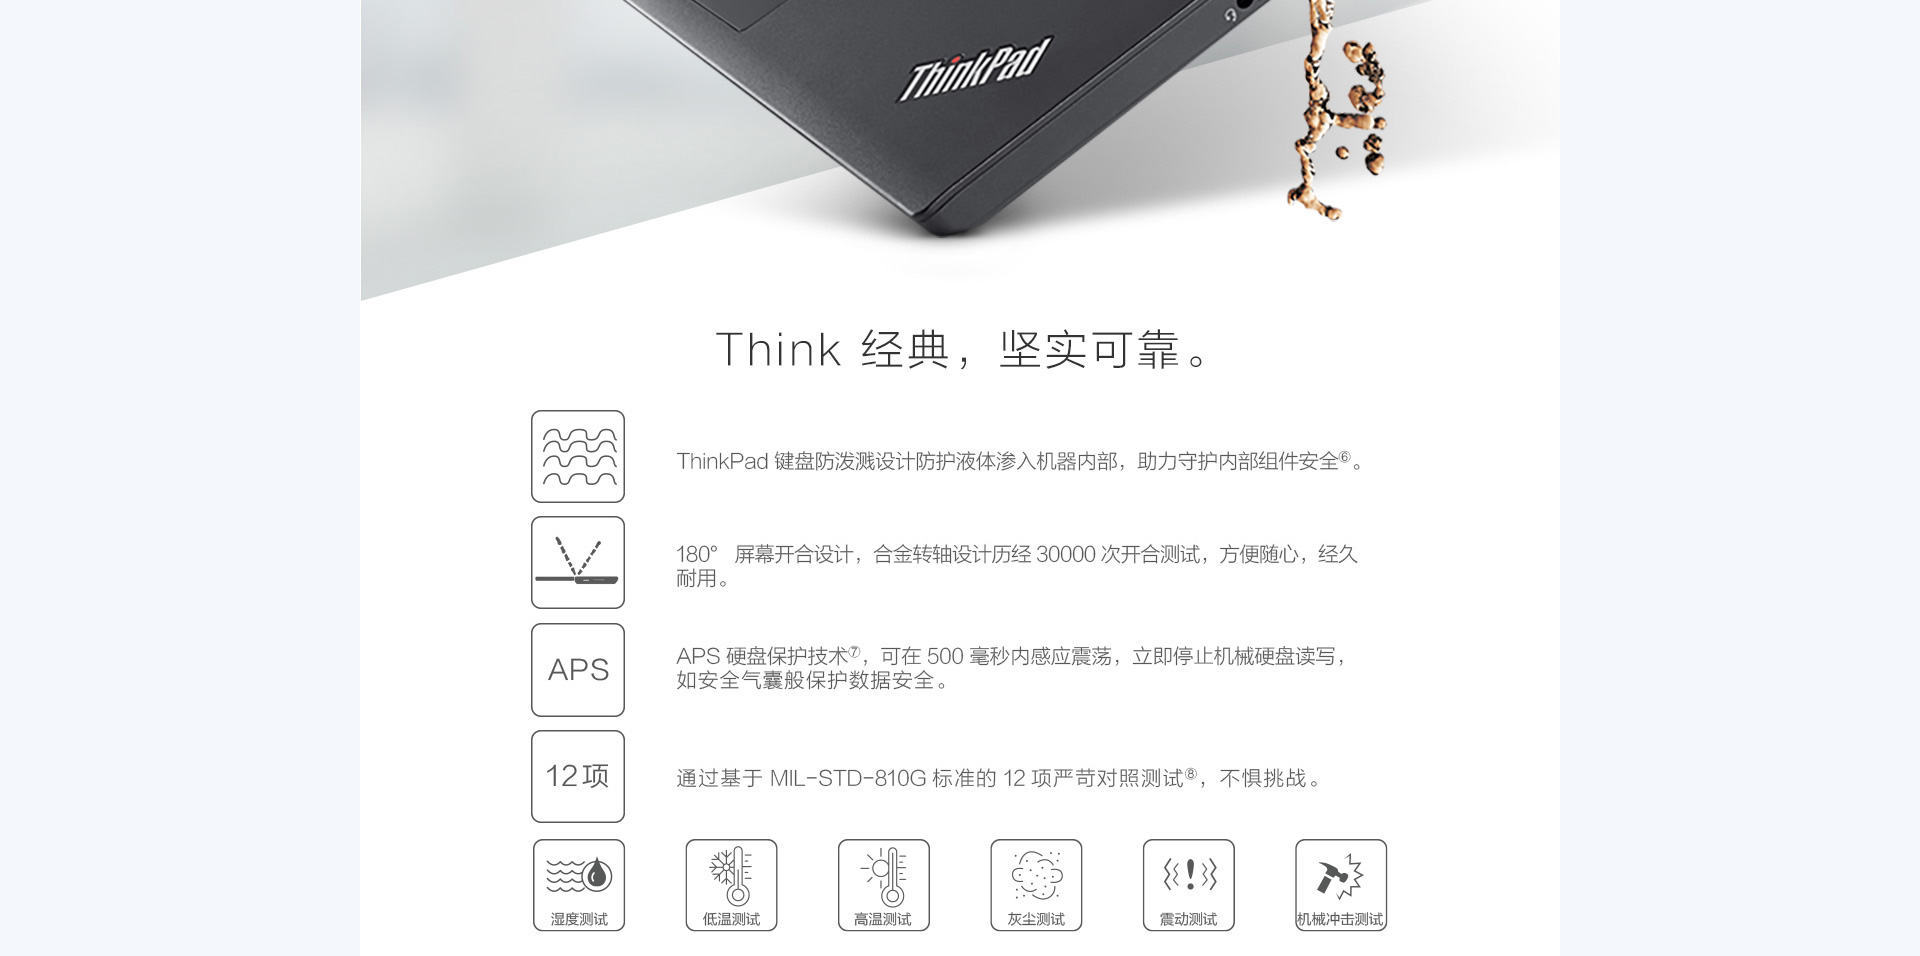 ThinkPad
Think 经典，坚实可靠。
ThinkPad 键盘防泼溅设计防护液体渗入机器内部，助力守护内部组件安全⑥。
180° 屏幕开合设计，合金转轴设计历经 30000 次开合测试，方便随心，经久
耐用。
APS
APS 硬盘保护技术⑦，可在 500 毫秒内感应震荡，立即停止机械硬盘读写，
如安全气囊般保护数据安全。
12项
通过基于 MIL-STD-810G 标准的 12 项严苛对照测试⑧，不惧挑战。
湿度测试
低温测试
高温测试
灰尘测试
震动测试
机械冲击测试